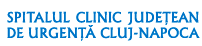 SPITALUL CLINIC JUDEȚEAN
DE URGENȚĂ CLUJ-NAPOCA